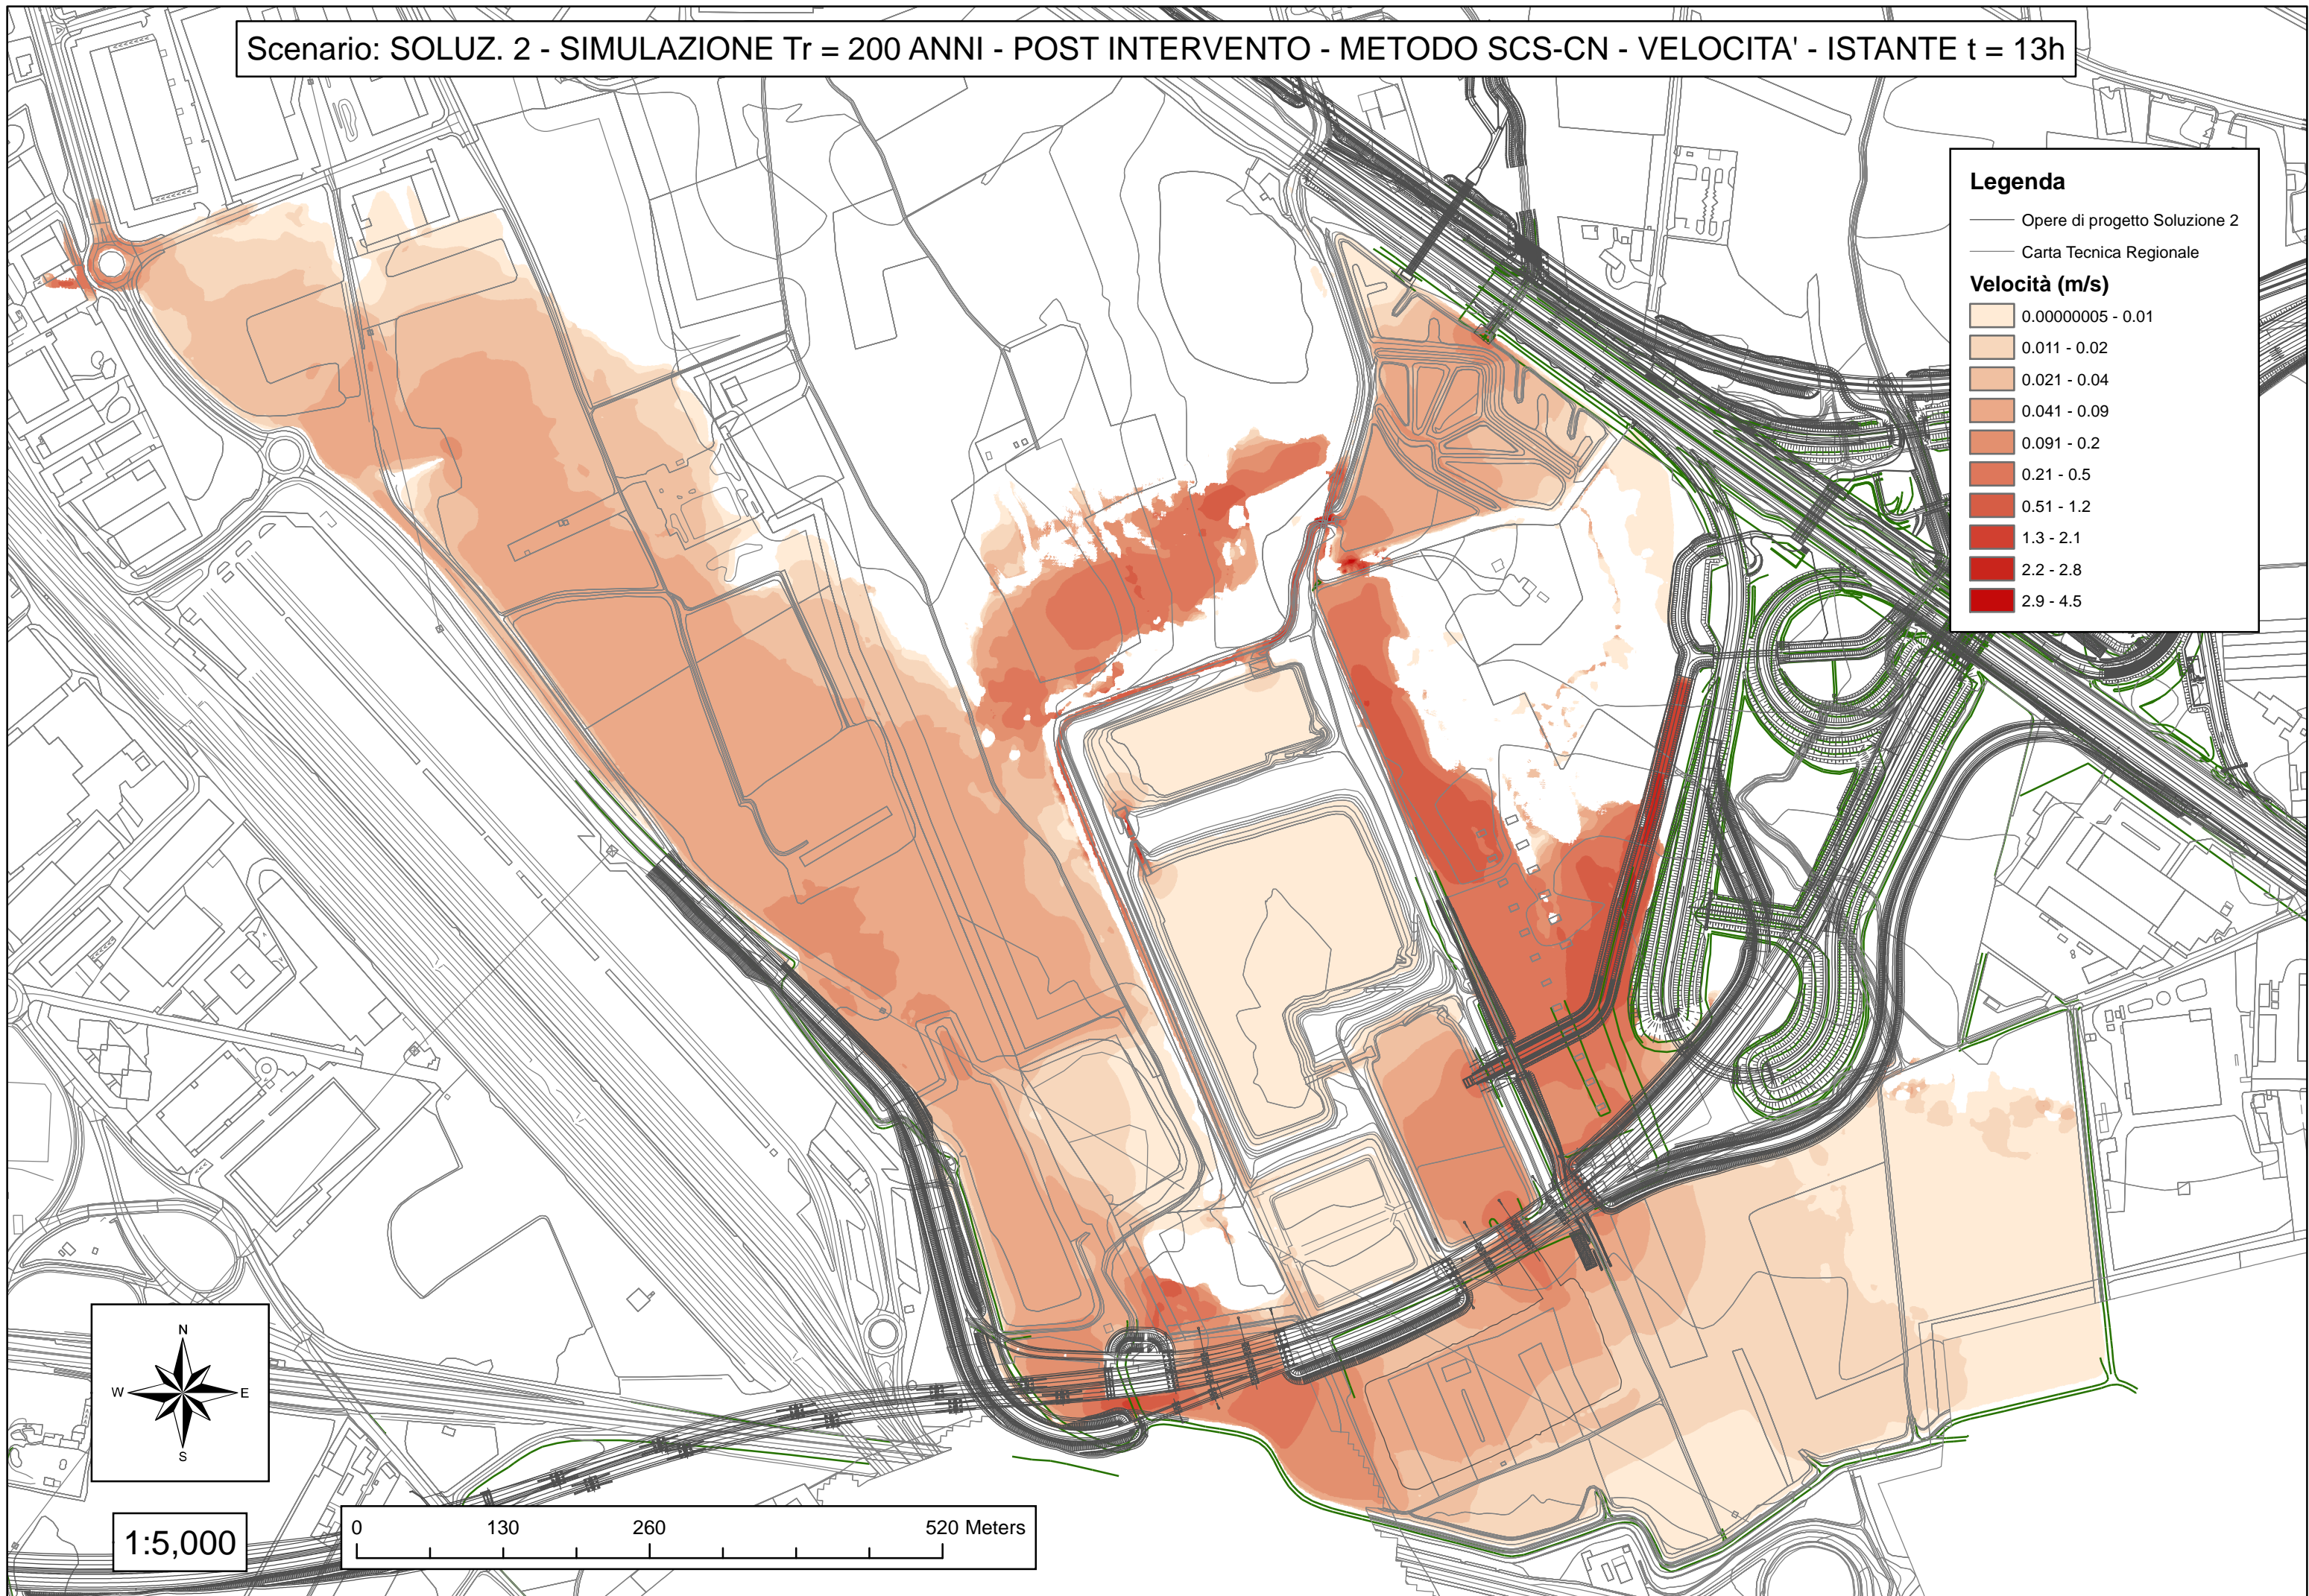 Scenario: SOLUZ. 2 - SIMULAZIONE Tr = 200 ANNI - POST INTERVENTO - METODO SCS-CN - VELOCITA' - ISTANTE t = 13h
Legenda
Opere di progetto Soluzione 2
Carta Tecnica Regionale
Velocità (m/s)
0.00000005 - 0.01
0.011 - 0.02
0.021 - 0.04
0.041 - 0.09
0.091 - 0.2
0.21 - 0.5
0.51 - 1.2
1.3 - 2.1
2.2 - 2.8
2.9 - 4.5
N
W E
S
1:5,000
0 130 260 520 Meters